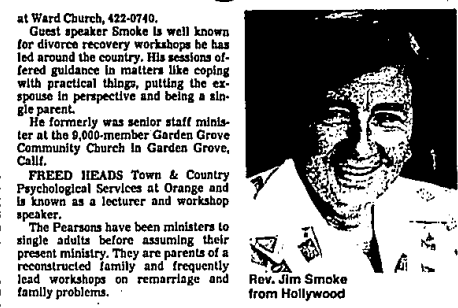 at Ward Church, 422-0740.
Guest speaker Smoke is well known
for divorce recovery workshops he has
led around the country. His sessions of-
fered guidance in matters like coping
with practical things, putting the ex-
spouse in perspective and being a sin-
gle parent.
He formerly was senior staff minis-
ter at the 9,000-member Garden Grove
Community Church in Garden Grove,
Calif.
FREED HEADS Town & Country
Psychological Services at Orange and
is known as a lecturer and workshop
speaker.
The Pearsons have been ministers to
single adults before assuming their
present ministry. They are parents of a
reconstructed family and frequently
lead workshops on remarriage and
family problems.
Rev. Jim Smoke
from Hollywood